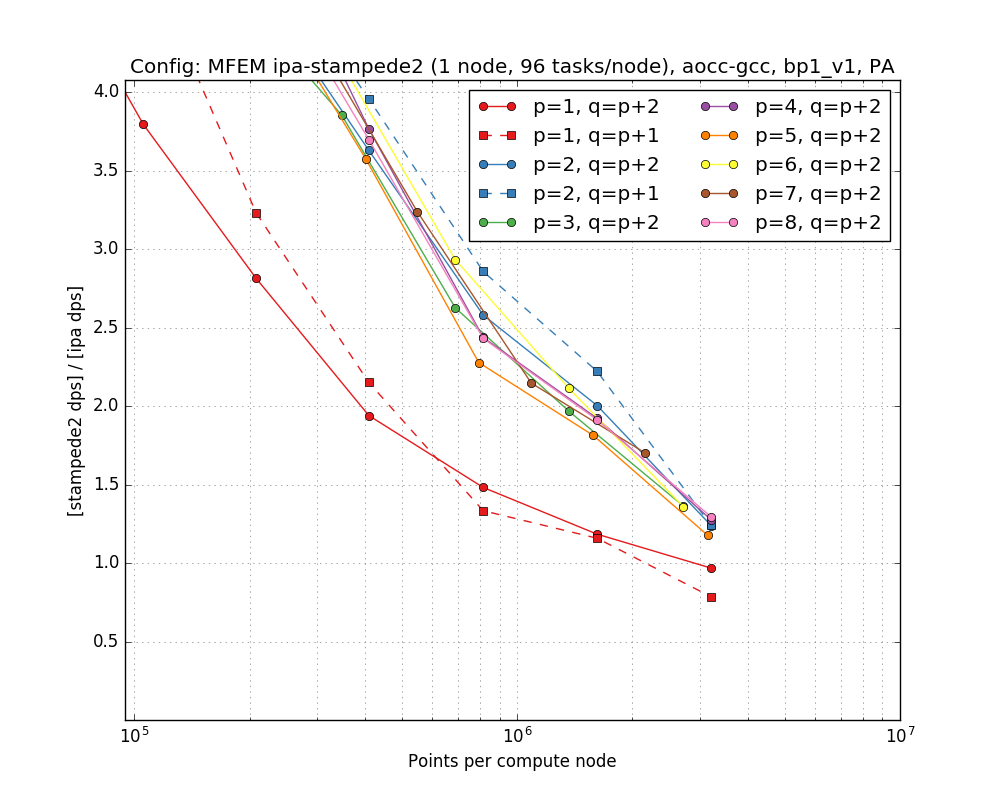 Config: MFEM ipa-stampede2 (1 node, 96 tasks/node), aocc-gcc, bp1_v1, PA
[stampede2 dps] / [ipa dps]
4.0
3.5
3.0
2.5
2.0
1.5
1.0
0.5
p=1, q=p+2
p=1, q=p+1
p=2, q=p+2
p=2, q=p+1
p=3, q=p+2
p=4, q=p+2
p=5, q=p+2
p=6, q=p+2
p=7, q=p+2
p=8, q=p+2
10^5 10^6 10^7
Points per compute node